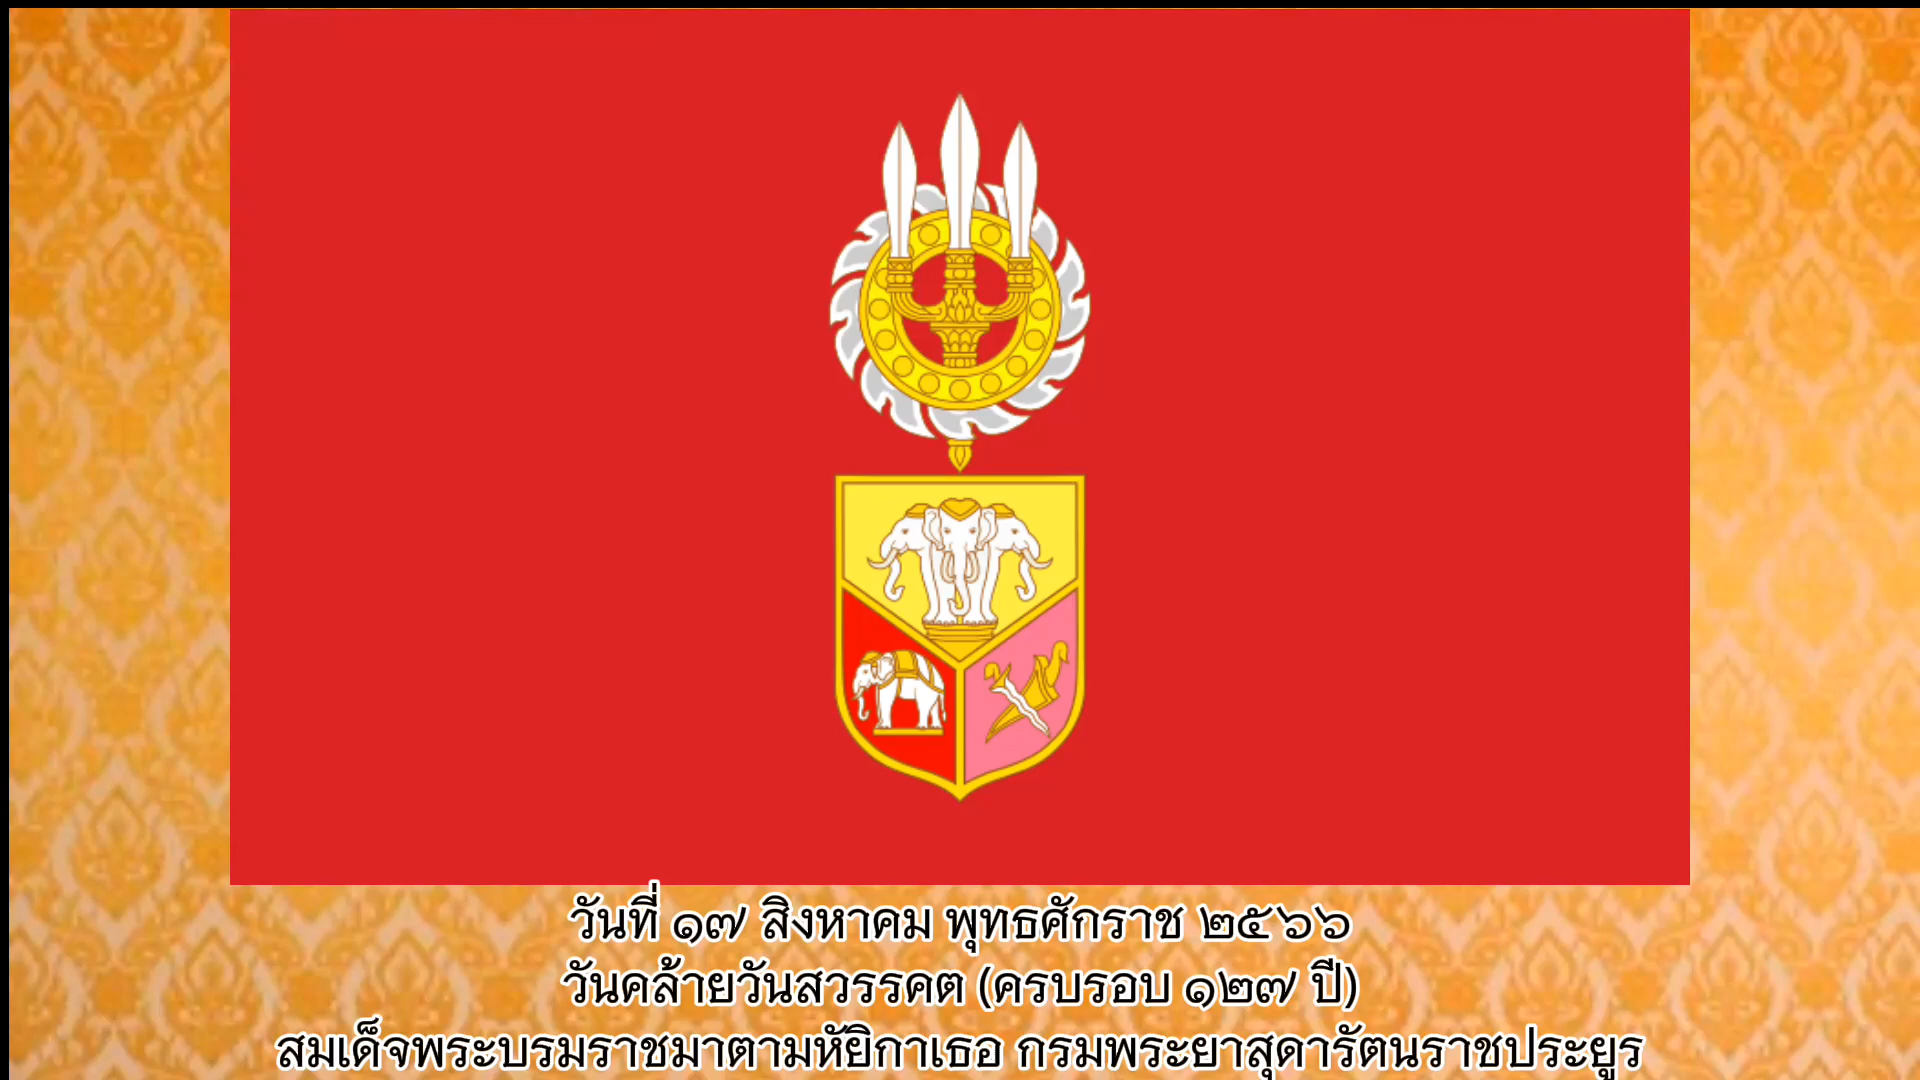 วันที่ ๑๗ สิงหาคม พุทธศักราช ๒๕๖๖
วันคล้ายวันสวรรคต (ครบรอบ ๑๒๗ ปี)
สมเด็จพระบรมราชมาตามหัยิกาเธอ กรมพระยาสุดารัตนราชประยูร